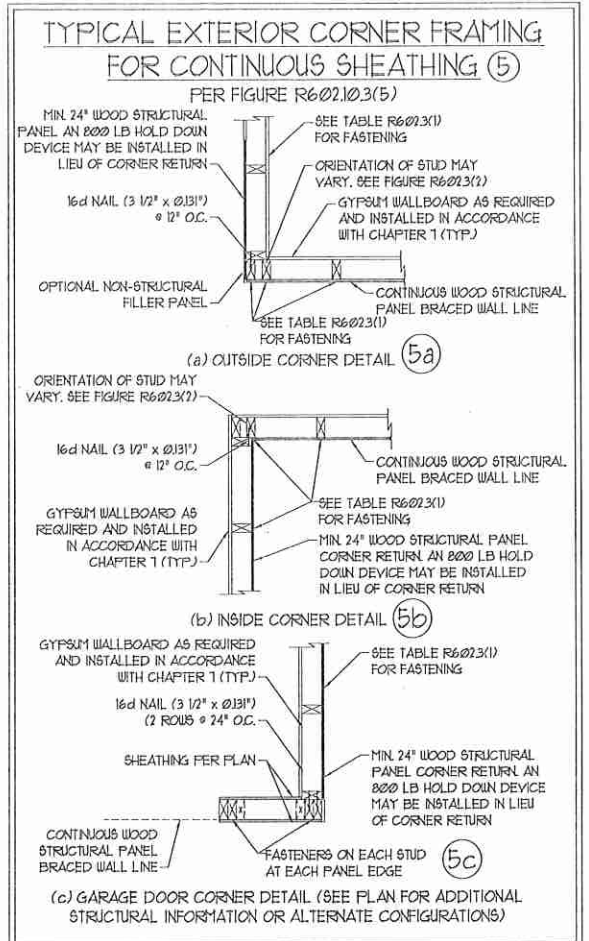 TYPICAL EXTERIOR CORNER FRAMING
FOR CONTINUOUS SHEATHING 5
PER FIGURE R602.10.3(5)
MIN. 24" WOOD STRUCTURAL
PANEL AN 800 LB HOLD DOWN
DEVICE MAY BE INSTALLED IN
LIEU OF CORNER RETURN
16d NAIL (3 1/2" x 0.131")
@ 12" O.C.
OPTIONAL NON-STRUCTURAL
FILLER PANEL
SEE TABLE R602.3(1)
FOR FASTENING
ORIENTATION OF STUD MAY
VARY. SEE FIGURE R602.3(2)
GYPSUM WALLBOARD AS REQUIRED
AND INSTALLED IN ACCORDANCE
WITH CHAPTER 7 (TYP.)
CONTINUOUS WOOD STRUCTURAL
PANEL BRACED WALL LINE
SEE TABLE R602.3(1)
FOR FASTENING
(a) OUTSIDE CORNER DETAIL 5a
ORIENTATION OF STUD MAY
VARY. SEE FIGURE R602.3(2)
16d NAIL (3 1/2" x 0.131")
@ 12" O.C.
GYPSUM WALLBOARD AS
REQUIRED AND INSTALLED
IN ACCORDANCE WITH
CHAPTER 7 (TYP.)
CONTINUOUS WOOD STRUCTURAL
PANEL BRACED WALL LINE
SEE TABLE R602.3(1)
FOR FASTENING
MIN. 24" WOOD STRUCTURAL PANEL
CORNER RETURN. AN 800 LB HOLD
DOWN DEVICE MAY BE INSTALLED
IN LIEU OF CORNER RETURN
(b) INSIDE CORNER DETAIL 5b
GYPSUM WALLBOARD AS REQUIRED
AND INSTALLED IN ACCORDANCE
WITH CHAPTER 7 (TYP.)
16d NAIL (3 1/2" x 0.131")
(2 ROWS @ 24" O.C.
SHEATHING PER PLAN
CONTINUOUS WOOD
STRUCTURAL PANEL
BRACED WALL LINE
SEE TABLE R602.3(1)
FOR FASTENING
MIN. 24" WOOD STRUCTURAL
PANEL CORNER RETURN. AN
800 LB HOLD DOWN DEVICE
MAY BE INSTALLED IN LIEU
OF CORNER RETURN
FASTENERS ON EACH STUD
AT EACH PANEL EDGE
5c
(c) GARAGE DOOR CORNER DETAIL (SEE PLAN FOR ADDITIONAL
STRUCTURAL INFORMATION OR ALTERNATE CONFIGURATIONS)